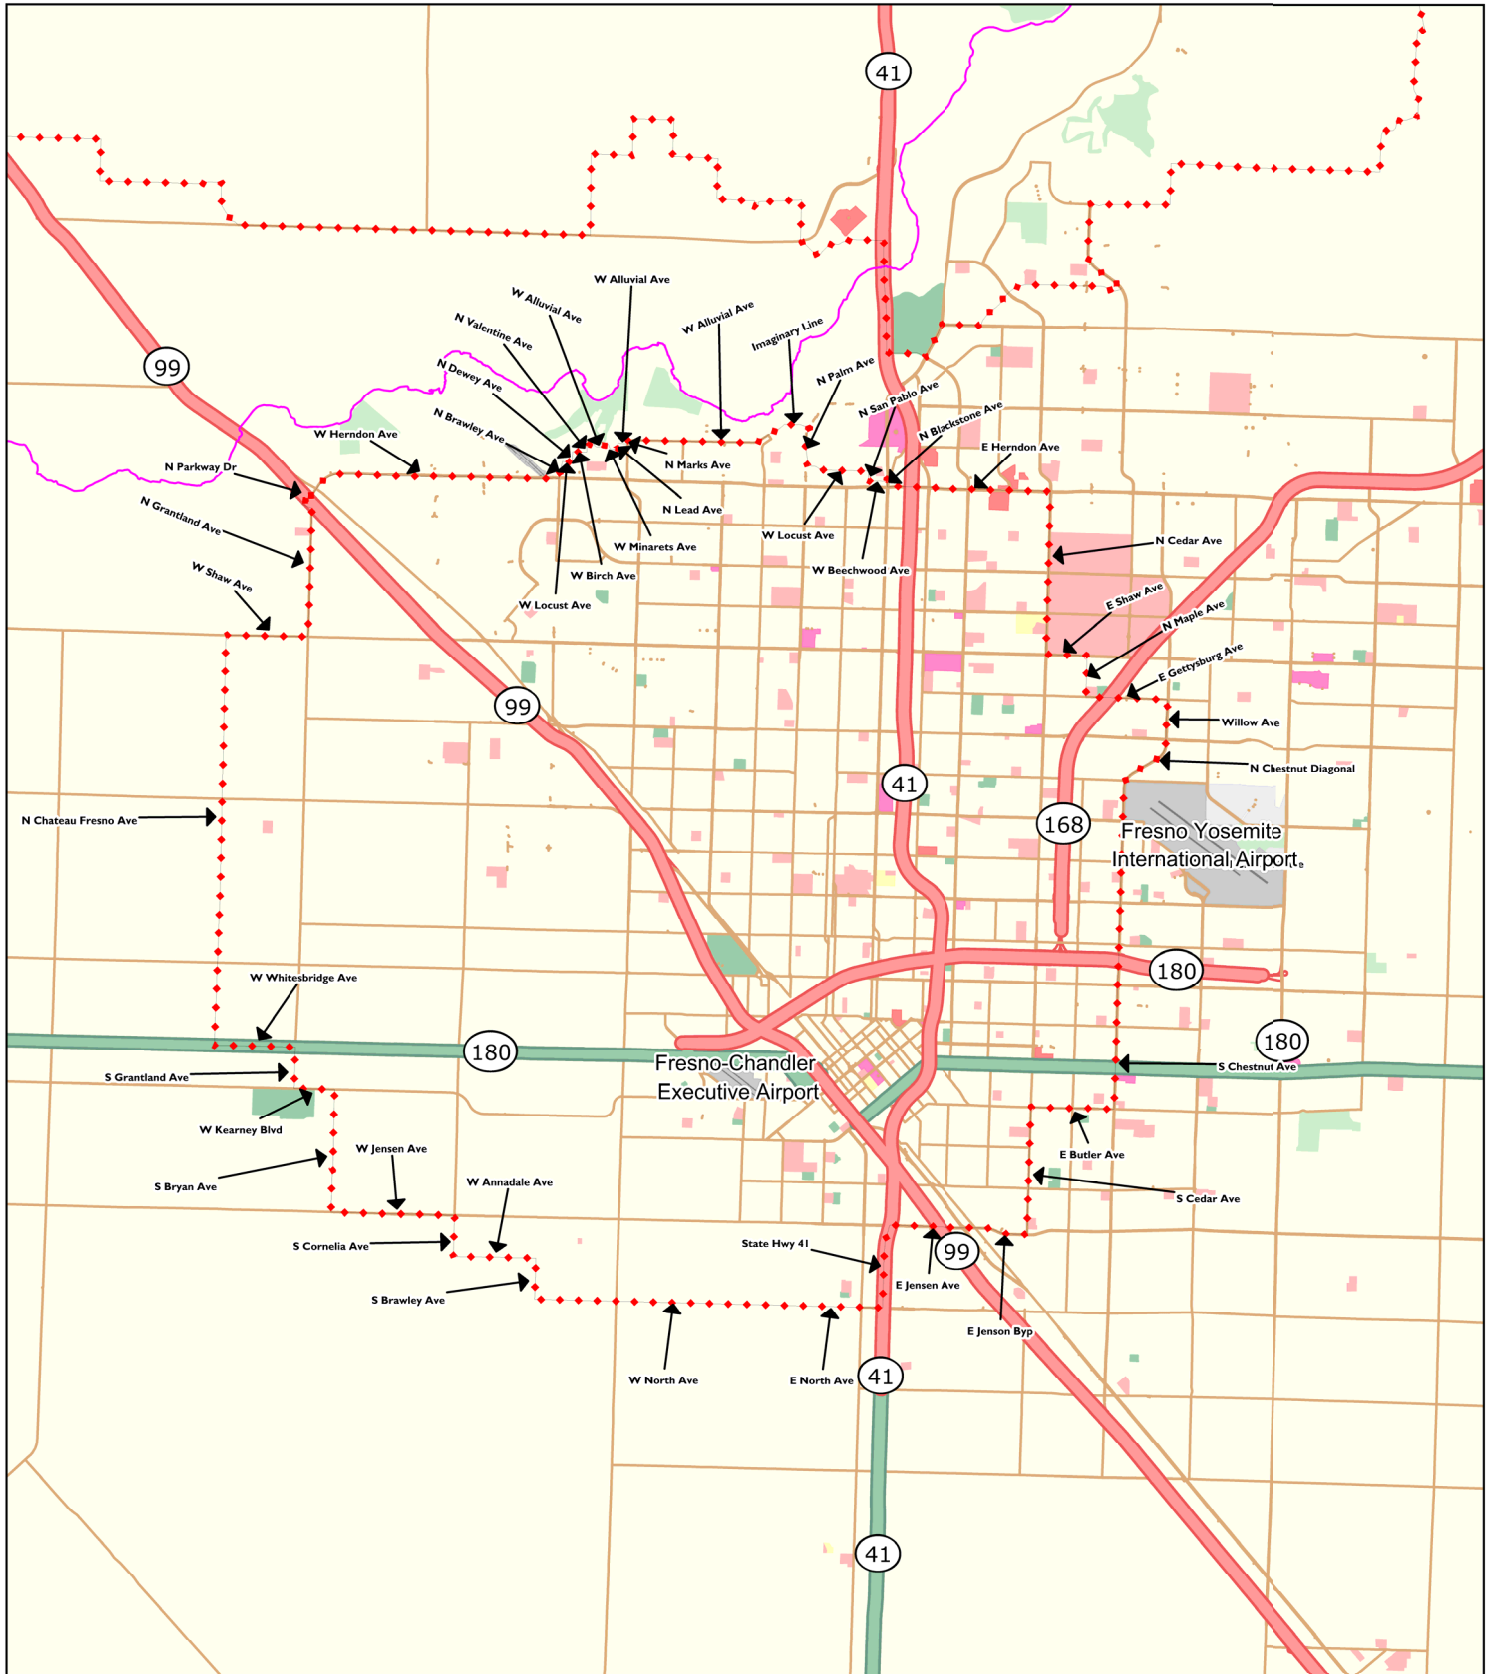 41
W Alluvial Ave
W Alluvial Ave
W Alluvial Ave
N Valentine Ave
Imaginary Line
99
N Dewey Ave
N Palm Ave
N San Pablo Ave
N Brawley Ave
N Blackstone Ave
W Herndon Ave
E Herndon Ave
N Parkway Dr
N Marks Ave
N Grantland Ave
N Lead Ave
W Locust Ave
N Cedar Ave
W Minarets Ave
W Beechwood Ave
W Shaw Ave
W Birch Ave
W Locust Ave
E Shaw Ave
N Maple Ave
E Gettysburg Ave
99
Willow Ave
N Chestnut Diagonal
41
N Chateau Fresno Ave
168
Fresno Yosemite
International Airport
W Whitesbridge Ave
180
180
180
Fresno-Chandler
Executive Airport
S Chestnut Ave
S Grantland Ave
W Kearney Blvd
W Jensen Ave
E Butler Ave
S Bryan Ave
W Annadale Ave
S Cedar Ave
S Cornelia Ave
State Hwy 41
99
E Jensen Ave
S Brawley Ave
E Jenson Byp
W North Ave
E North Ave
41
41